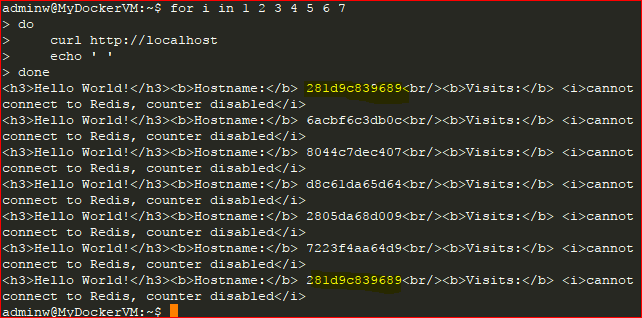 adminw@MyDockerVM:~$ for i in 1 2 3 4 5 6 7
> do
>     curl http://localhost
>     echo ' '
> done
<h3>Hello World!</h3><b>Hostname:</b> 281d9c839689<br/><b>Visits:</b> <i>cannot
connect to Redis, counter disabled</i>
<h3>Hello World!</h3><b>Hostname:</b> 6acbf6c3db0c<br/><b>Visits:</b> <i>cannot
connect to Redis, counter disabled</i>
<h3>Hello World!</h3><b>Hostname:</b> 8044c7dec407<br/><b>Visits:</b> <i>cannot
connect to Redis, counter disabled</i>
<h3>Hello World!</h3><b>Hostname:</b> d8c61da65d64<br/><b>Visits:</b> <i>cannot
connect to Redis, counter disabled</i>
<h3>Hello World!</h3><b>Hostname:</b> 2805da68d009<br/><b>Visits:</b> <i>cannot
connect to Redis, counter disabled</i>
<h3>Hello World!</h3><b>Hostname:</b> 7223f4aa64d9<br/><b>Visits:</b> <i>cannot
connect to Redis, counter disabled</i>
<h3>Hello World!</h3><b>Hostname:</b> 281d9c839689<br/><b>Visits:</b> <i>cannot
connect to Redis, counter disabled</i>
adminw@MyDockerVM:~$